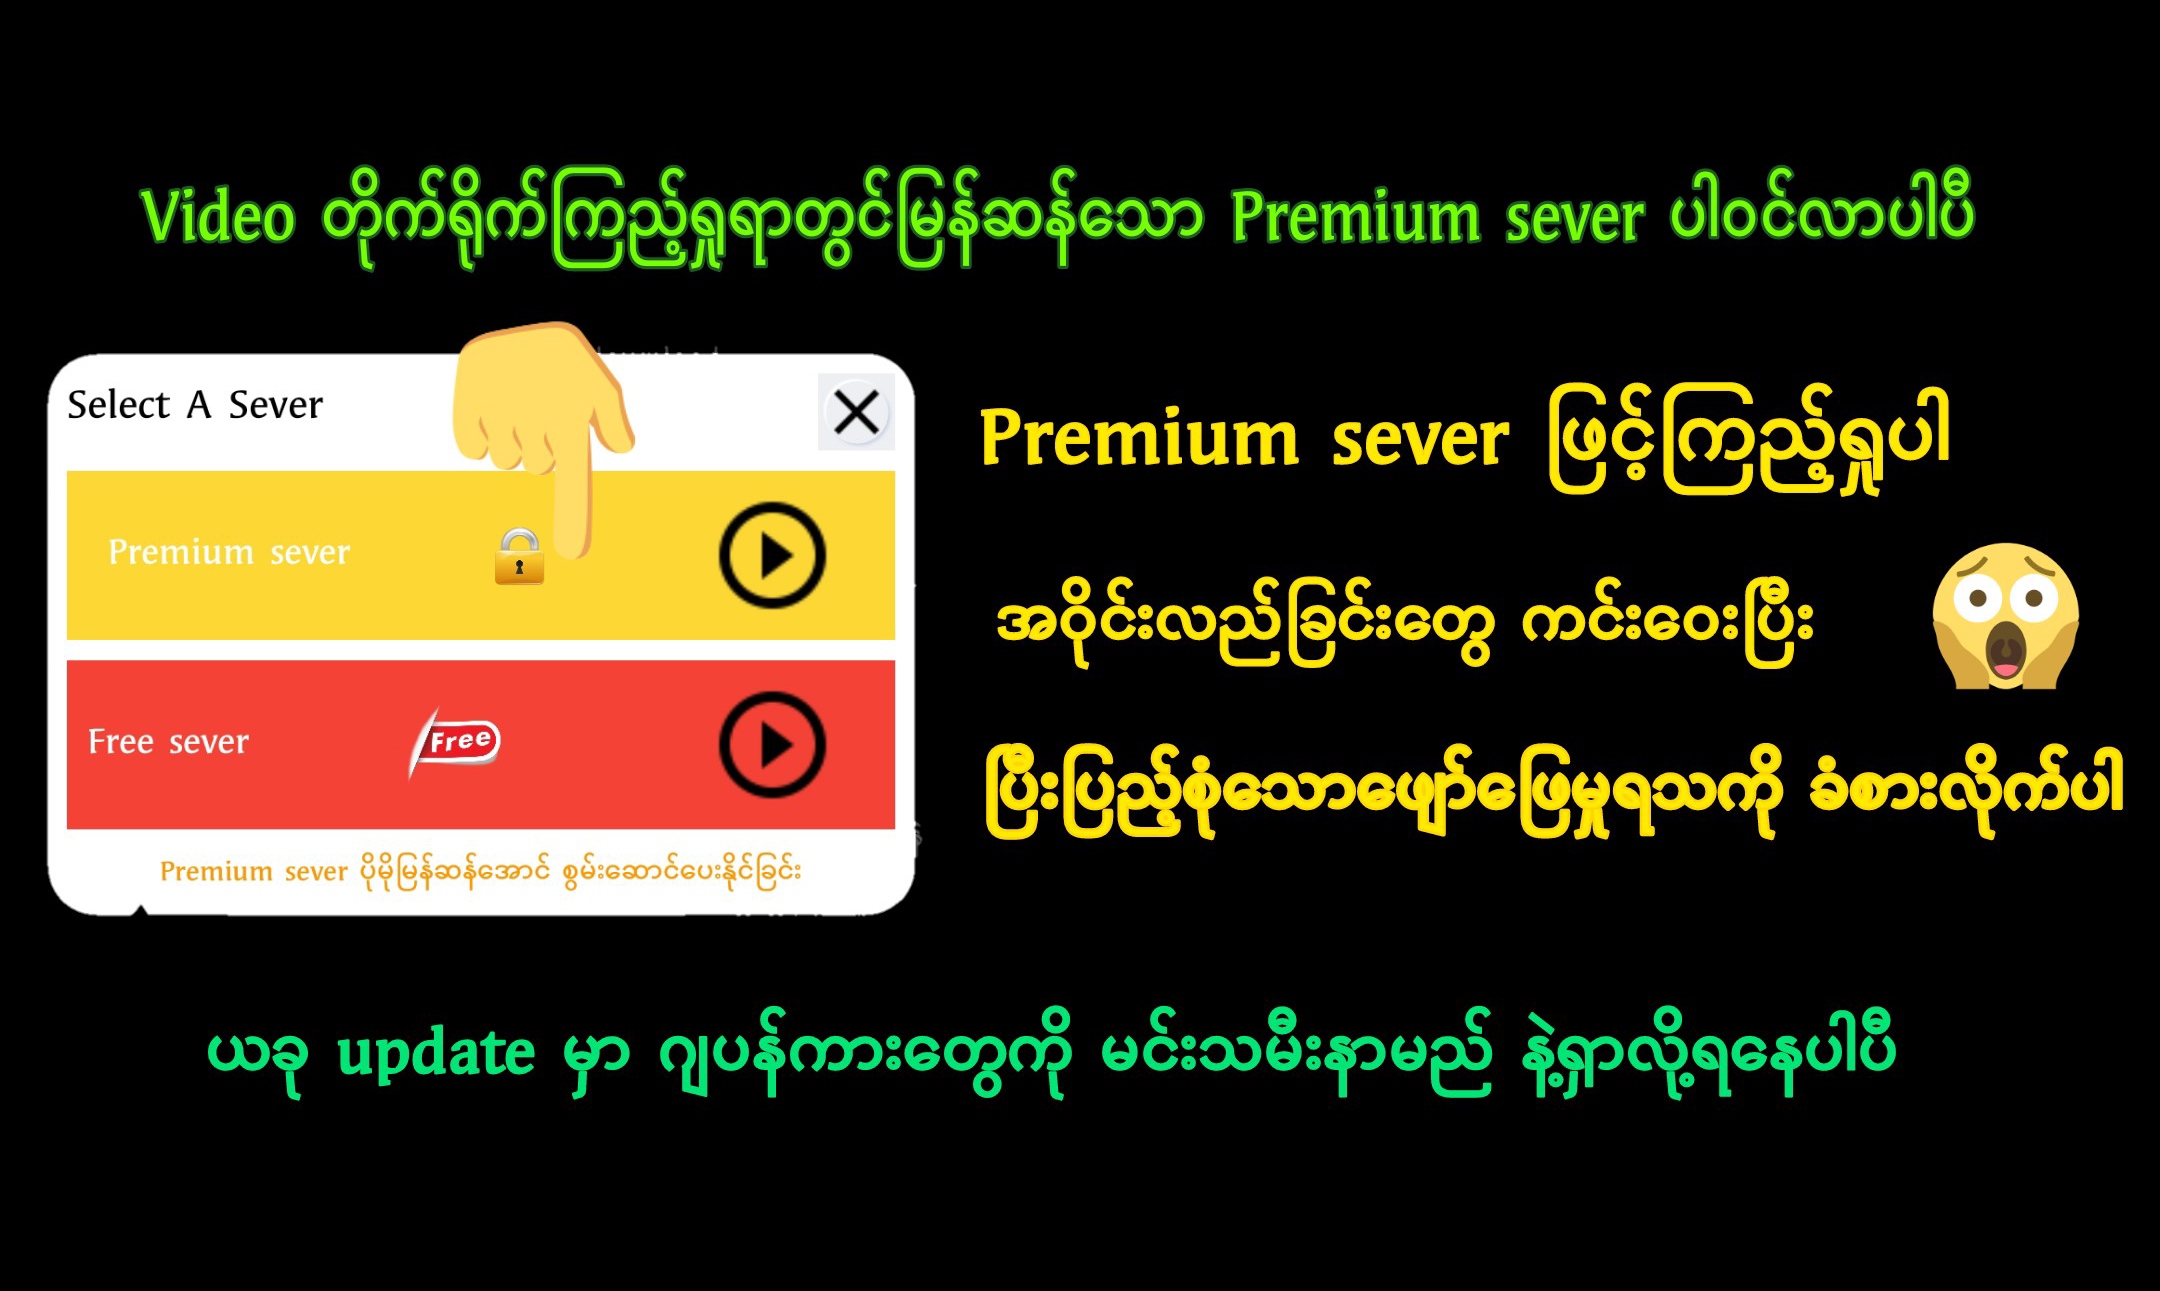 Video တိုက်ရိုက်ကြည့်ရှုရာတွင်မြန်ဆန်သော Premium sever ပါဝင်လာပါပီ
Select A Sever
Premium sever
Free sever
Free
Premium sever ပိုမိုမြန်ဆန်အောင် စွမ်းဆောင်ပေးနိုင်ခြင်း
Premium sever ဖြင့်ကြည့်ရှုပါ
အဝိုင်းလည်ခြင်းတွေ ကင်းဝေးပြီး
ပြီးပြည့်စုံသောဖျော်ဖြေမှုရသကို ခံစားလိုက်ပါ
ယခု update မှာ ဂျပန်ကားတွေကို မင်းသမီးနာမည် နဲ့ရှာလို့ရနေပါပီ